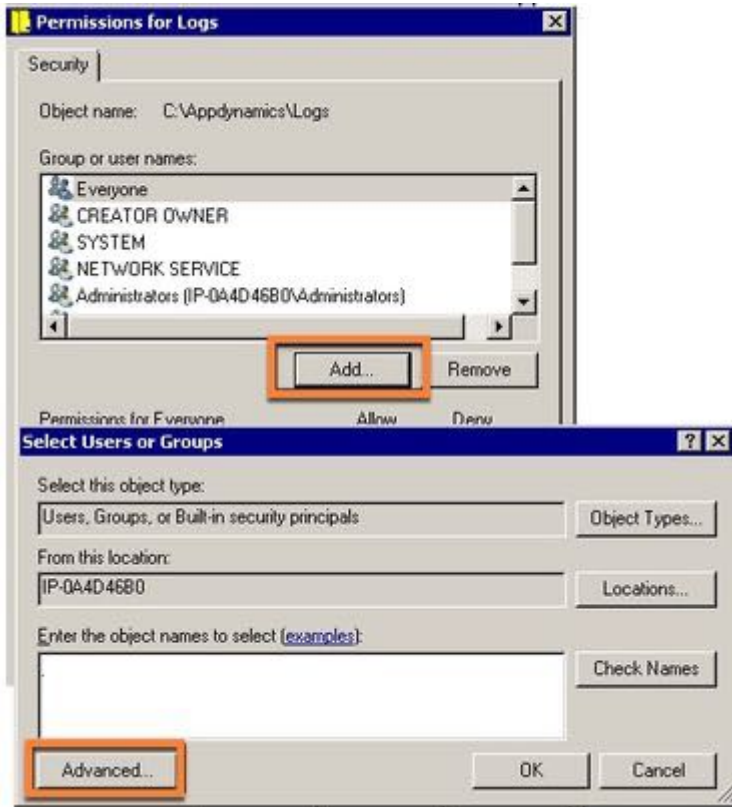 Permissions for Logs
Security
Object name: C:\Appdynamics\Logs
Group or user names:
Everyone
CREATOR OWNER
SYSTEM
NETWORK SERVICE
Administrators (IP-0A4D46B0\Administrators)
Add... Remove
Permissions for Everyone Allow Deny
Select Users or Groups
Select this object type:
Users, Groups, or Built-in security principals Object Types...
From this location:
IP-0A4D46B0 Locations...
Enter the object names to select (examples):
Check Names
Advanced... OK Cancel